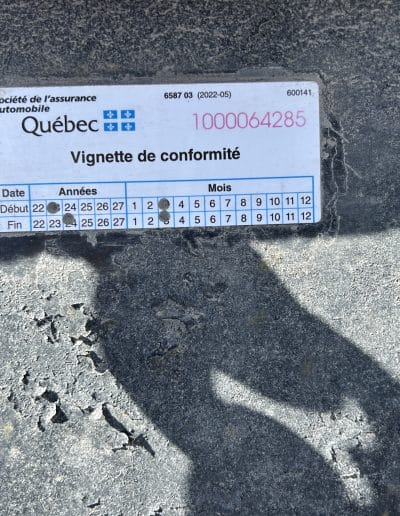 ociété de l'assurance 6587 03 (2022-05) 600141
utomobile
Québec 1000064285
Vignette de conformité
Date Années Mois
Début 22 24 25 26 27 1 2 4 5 6 7 8 9 10 11 12
Fin 22 23 25 26 27 1 2 4 5 6 7 8 9 10 11 12